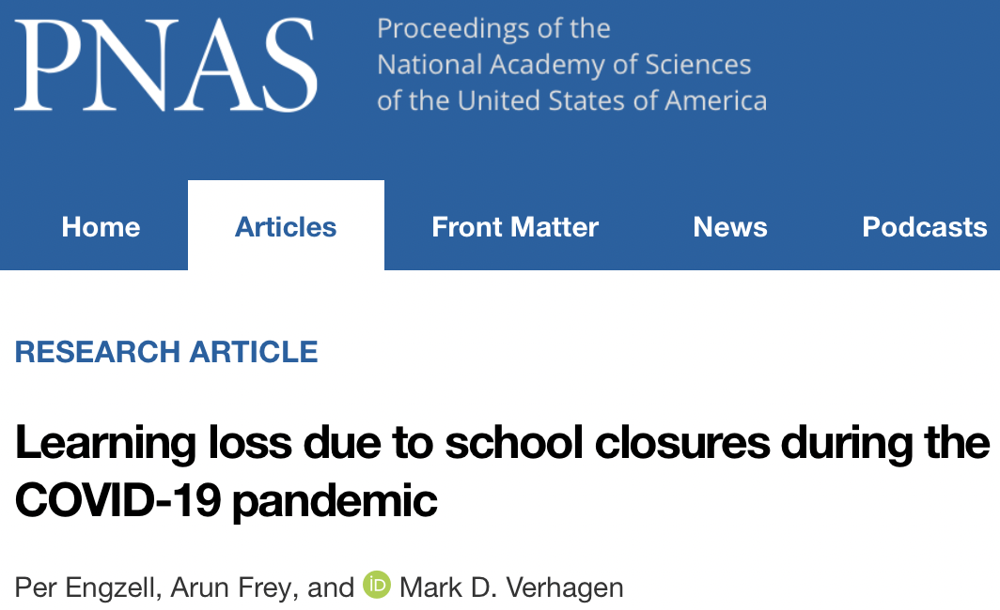 PNAS
Proceedings of the
National Academy of Sciences
of the United States of America
Home Articles Front Matter News Podcasts
RESEARCH ARTICLE
Learning loss due to school closures during the
COVID-19 pandemic
Per Engzell, Arun Frey, and iD Mark D. Verhagen